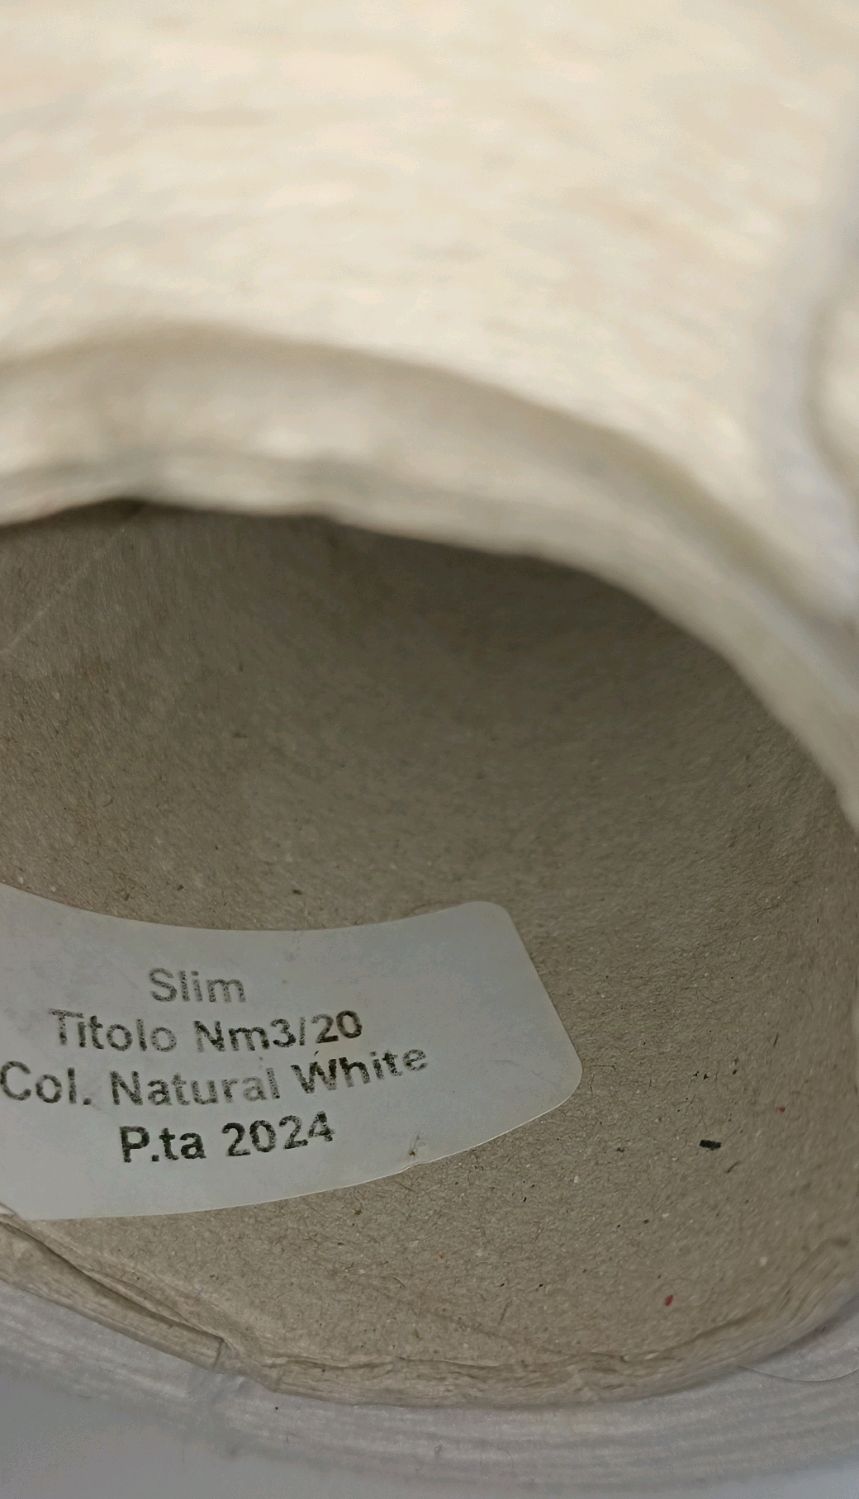 Slim
Titolo Nm3/20
Col. Natural White
P.ta 2024